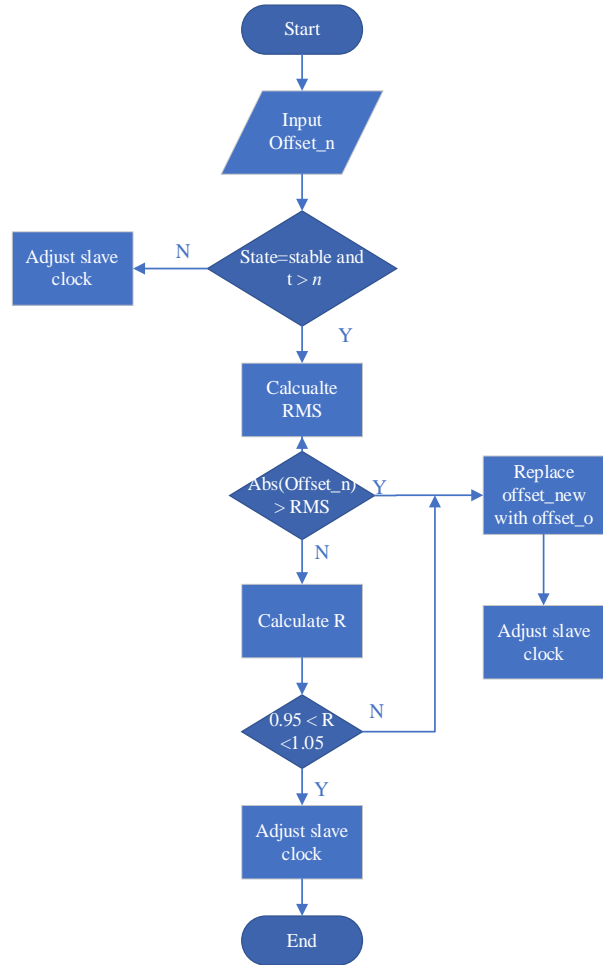 Start
Input
Offset_n
State=stable and
t > n
N
Adjust slave
clock
Y
Calcualte
RMS
Abs(Offset_n)
> RMS
Y
Replace
offset_new
with offset_o
N
Calculate R
Adjust slave
clock
0.95 < R
<1.05
N
Y
Adjust slave
clock
End